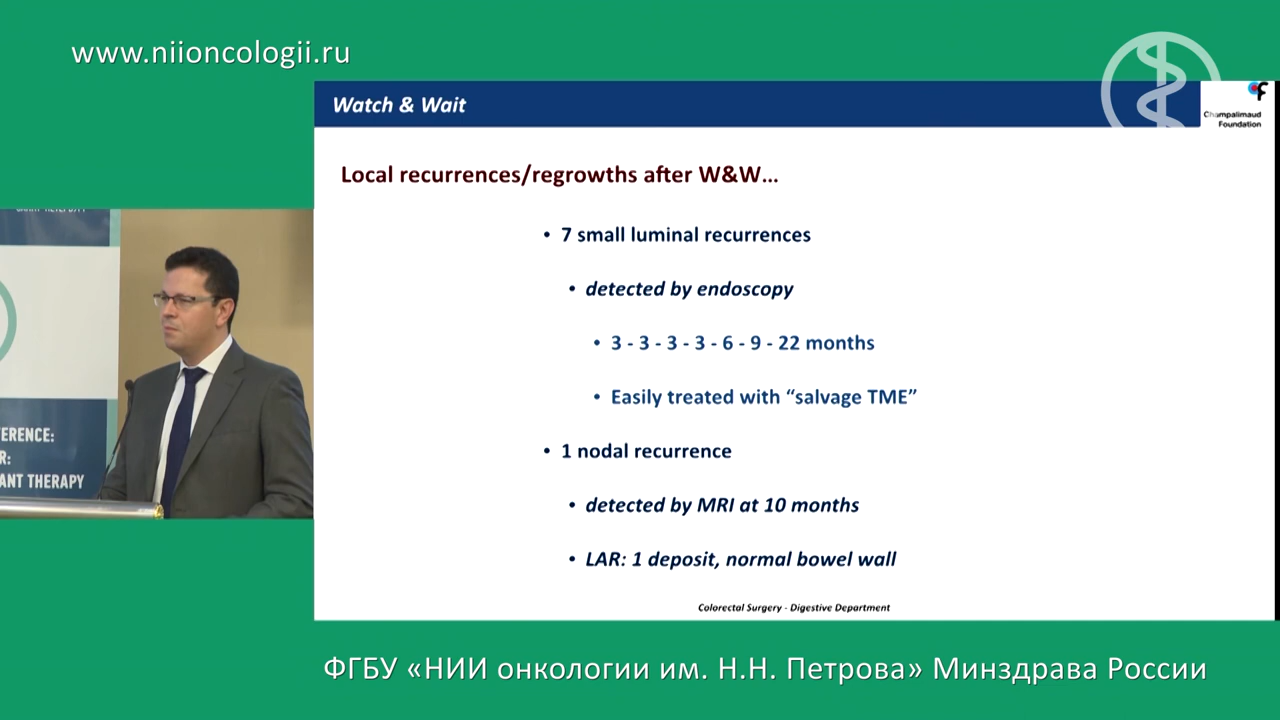 www.niioncologii.ru
Watch & Wait
Champalimaud
Foundation
Local recurrences/regrowths after W&W...
• 7 small luminal recurrences
• detected by endoscopy
• 3 - 3 - 3 - 3 - 6 - 9 - 22 months
• Easily treated with “salvage TME”
• 1 nodal recurrence
• detected by MRI at 10 months
• LAR: 1 deposit, normal bowel wall
Colorectal Surgery - Digestive Department
ERENCE:
R:
ANT THERAPY
ФГБУ «НИИ онкологии им. Н.Н. Петрова» Минздрава России